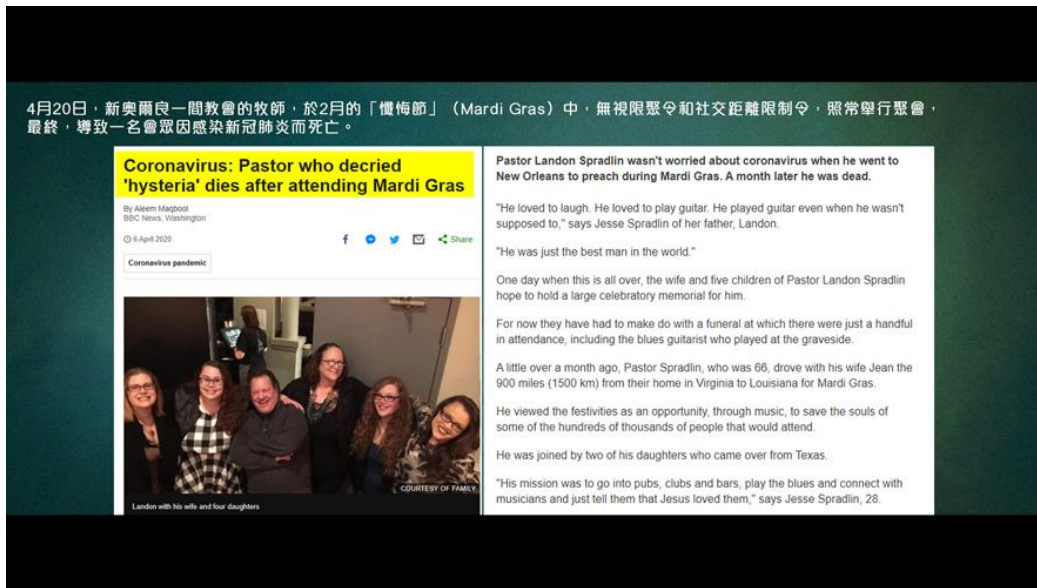 4月20日，新奧爾良一間教會的牧師，於2月的「懺悔節」（Mardi Gras）中，無視限聚令和社交距離限制令，照常舉行聚會，
最終，導致一名會眾因感染新冠肺炎而死亡。
Coronavirus: Pastor who decried
'hysteria' dies after attending Mardi Gras
By Aleem Maqbool
BBC News, Washington
6 April 2020
Share
Coronavirus pandemic
COURTESY OF FAMILY
Landon with his wife and four daughters
Pastor Landon Spradlin wasn't worried about coronavirus when he went to
New Orleans to preach during Mardi Gras. A month later he was dead.
"He loved to laugh. He loved to play guitar. He played guitar even when he wasn't
supposed to," says Jesse Spradlin of her father, Landon.
"He was just the best man in the world."
One day when this is all over, the wife and five children of Pastor Landon Spradlin
hope to hold a large celebratory memorial for him.
For now they have had to make do with a funeral at which there were just a handful
in attendance, including the blues guitarist who played at the graveside.
A little over a month ago, Pastor Spradlin, who was 66, drove with his wife Jean the
900 miles (1500 km) from their home in Virginia to Louisiana for Mardi Gras.
He viewed the festivities as an opportunity, through music, to save the souls of
some of the hundreds of thousands of people that would attend.
He was joined by two of his daughters who came over from Texas.
"His mission was to go into pubs, clubs and bars, play the blues and connect with
musicians and just tell them that Jesus loved them," says Jesse Spradlin, 28.